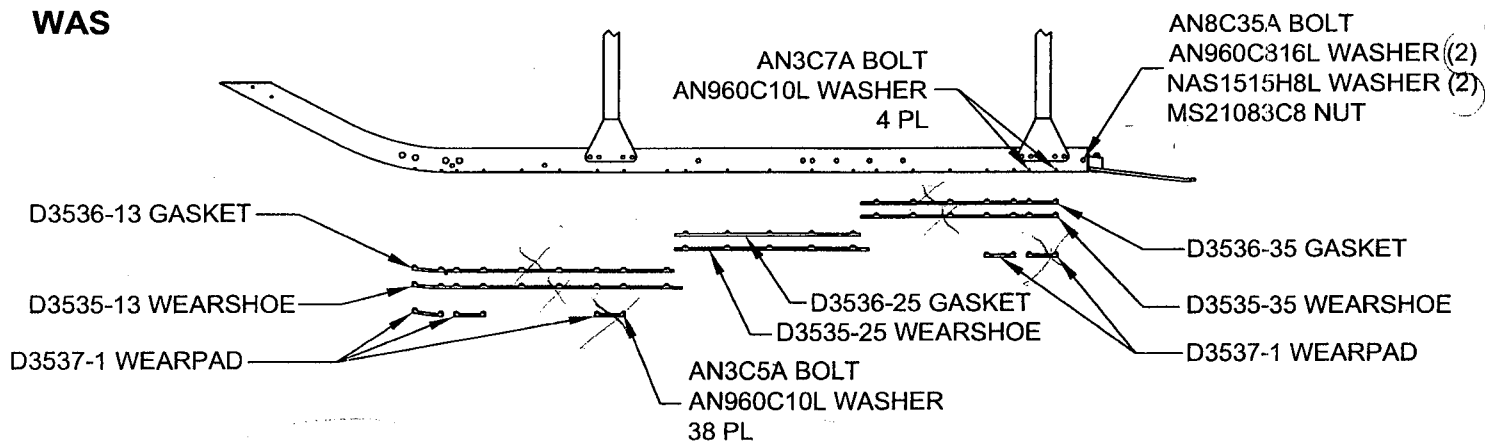 WAS
AN8C35A BOLT
AN960C816L WASHER (2)
NAS1515H8L WASHER (2)
MS21083C8 NUT
AN3C7A BOLT
AN960C10L WASHER
4 PL
D3536-13 GASKET
D3535-13 WEARSHOE
D3537-1 WEARPAD
D3536-25 GASKET
D3535-25 WEARSHOE
D3536-35 GASKET
D3535-35 WEARSHOE
D3537-1 WEARPAD
AN3C5A BOLT
AN960C10L WASHER
38 PL